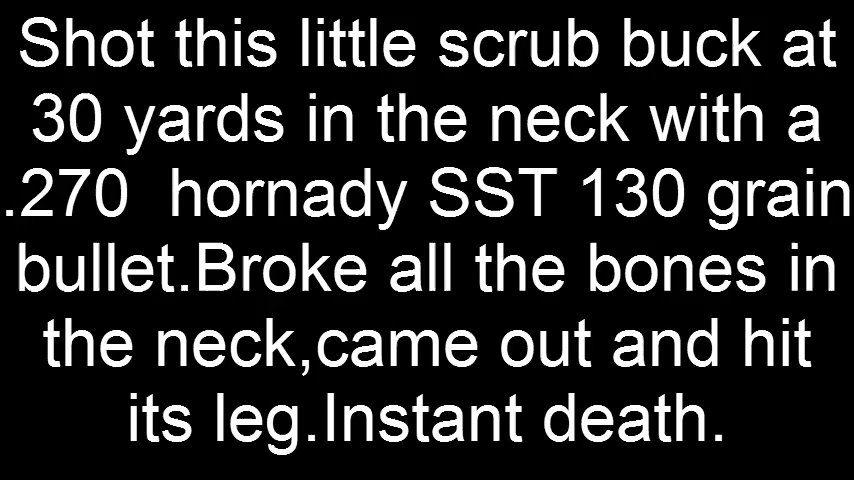 Shot this little scrub buck at
30 yards in the neck with a
.270  hornady SST 130 grain
bullet.Broke all the bones in
the neck,came out and hit
its leg.Instant death.